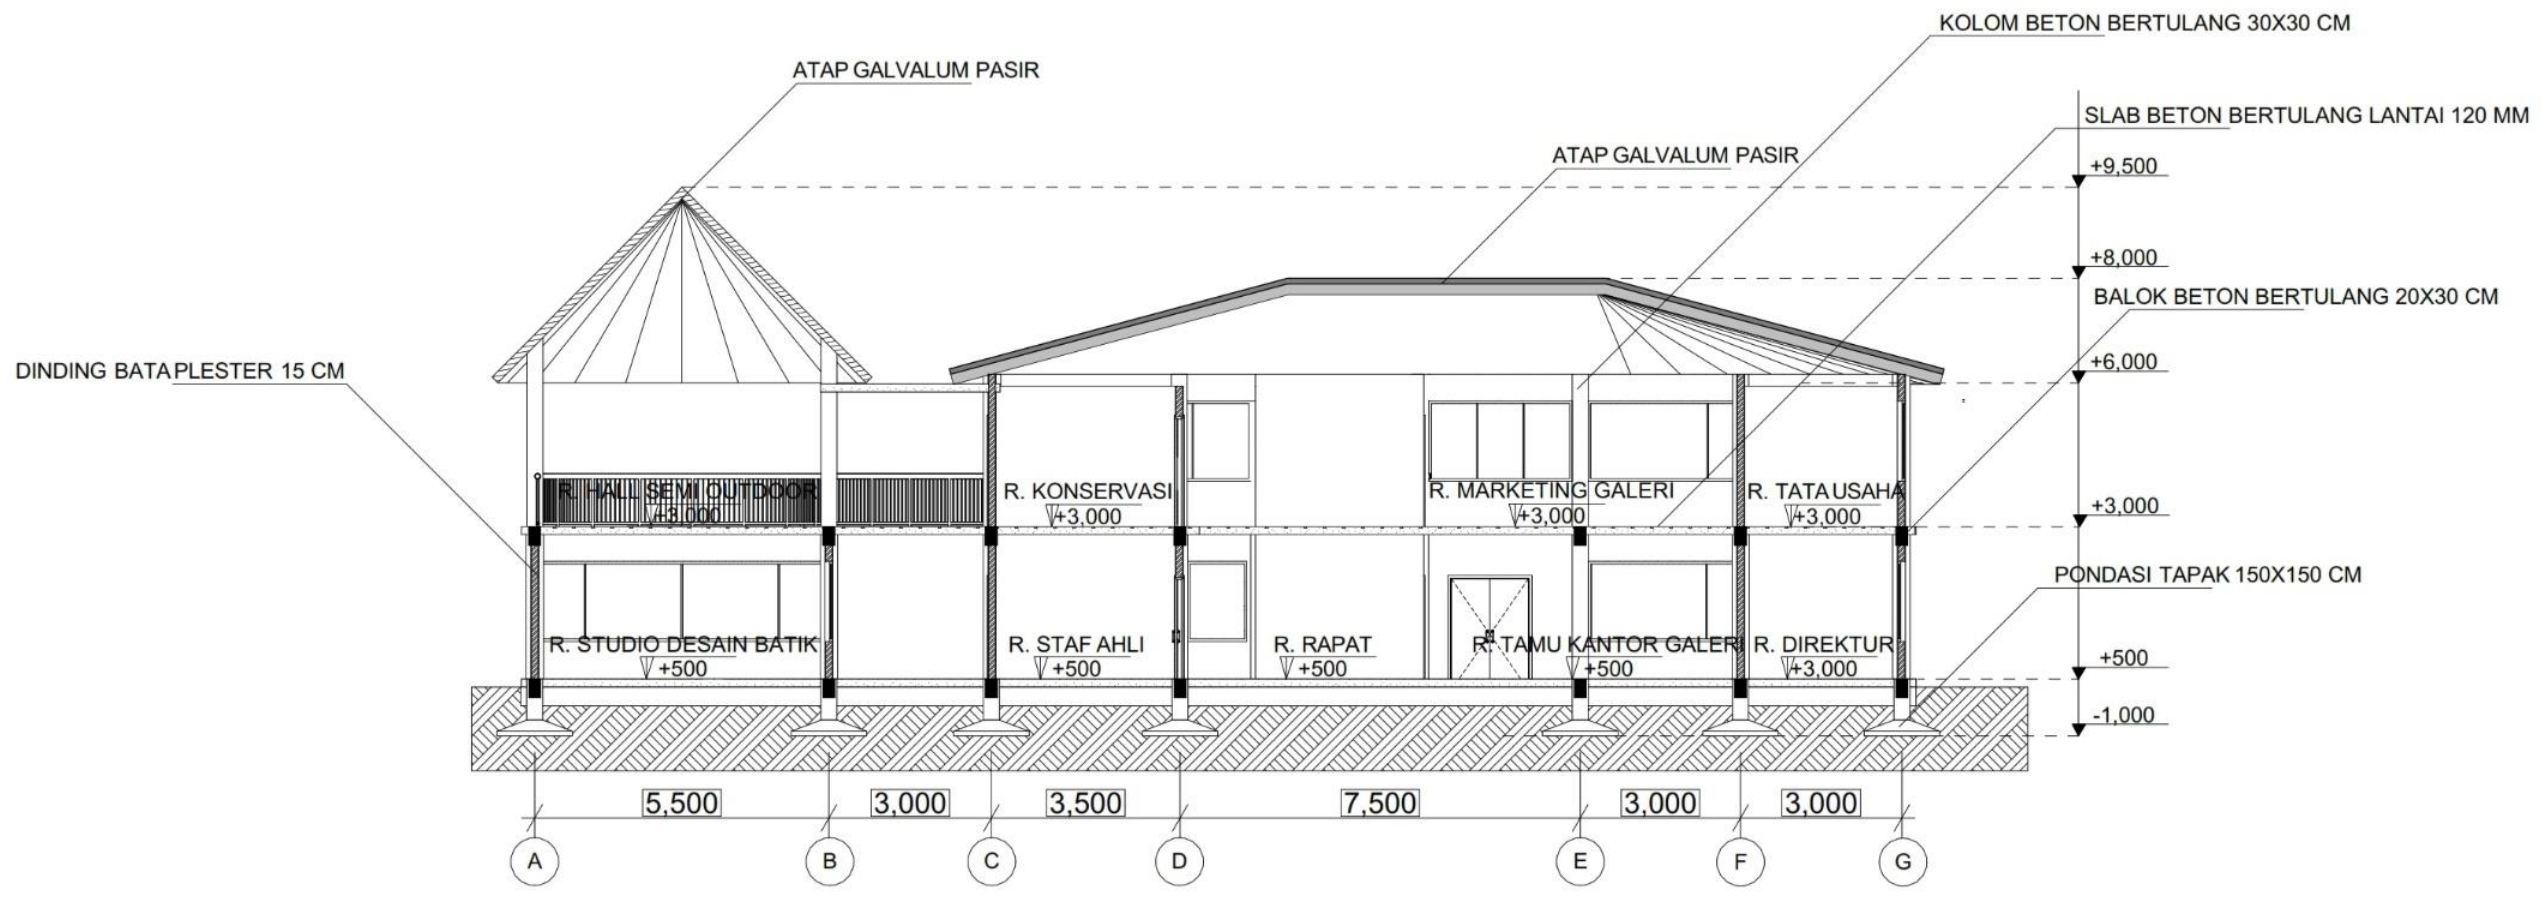 KOLOM BETON BERTULANG 30X30 CM
ATAP GALVALUM PASIR
SLAB BETON BERTULANG LANTAI 120 MM
ATAP GALVALUM PASIR
+9,500
+8,000
BALOK BETON BERTULANG 20X30 CM
DINDING BATA PLESTER 15 CM
+6,000
R. HALL SEMI OUTDOOR
+3,000
R. KONSERVASI
+3,000
R. MARKETING GALERI
+3,000
R. TATA USAHA
+3,000
+3,000
PONDASI TAPAK 150X150 CM
R. STUDIO DESAIN BATIK
+500
R. STAF AHLI
+500
R. RAPAT
+500
R. TAMU KANTOR GALERI
+500
R. DIREKTUR
+3,000
+500
-1,000
5,500
3,000
3,500
7,500
3,000
3,000
A
B
C
D
E
F
G